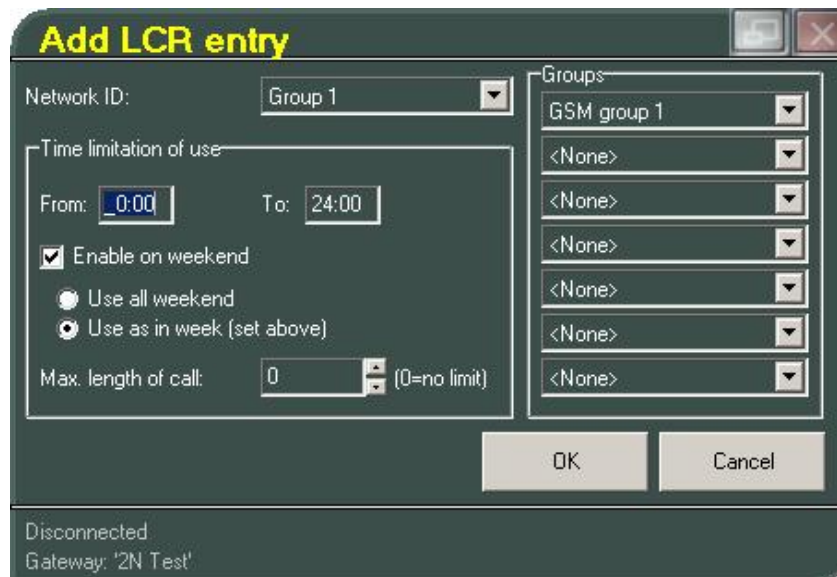 Add LCR entry
Network ID: Group 1
Time limitation of use
From: _0:00 To: 24:00
Enable on weekend
Use all weekend
Use as in week (set above)
Max. length of call: 0 (0=no limit)
Groups
GSM group 1
<None>
<None>
<None>
<None>
<None>
<None>
OK Cancel
Disconnected
Gateway: '2N Test'